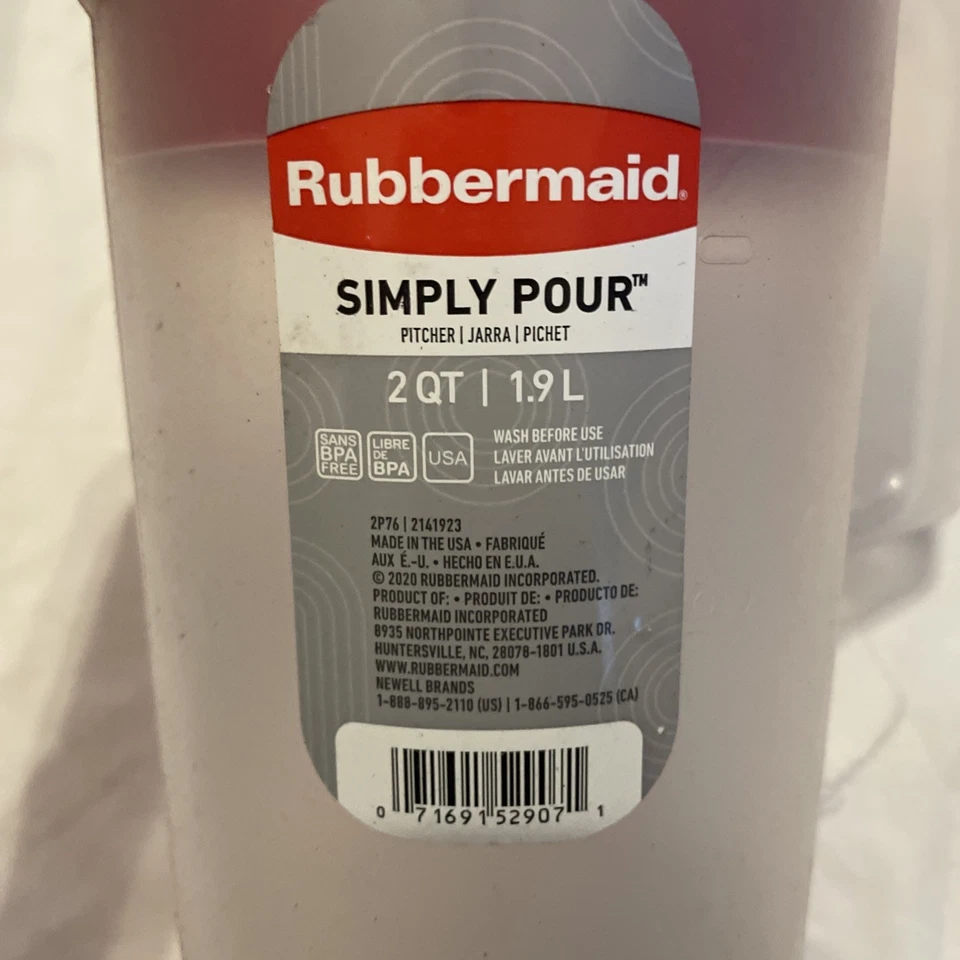 Rubbermaid®
SIMPLY POUR™
PITCHER | JARRA | PICHET
2 QT | 1.9 L
SANS
BPA
FREE
LIBRE
DE
BPA
USA
WASH BEFORE USE
LAVER AVANT L'UTILISATION
LAVAR ANTES DE USAR
2P76 | 2141923
MADE IN THE USA • FABRIQUÉ
AUX É.-U. • HECHO EN E.U.A.
© 2020 RUBBERMAID INCORPORATED.
PRODUCT OF: • PRODUIT DE: • PRODUCTO DE:
RUBBERMAID INCORPORATED
8935 NORTHPOINTE EXECUTIVE PARK DR.
HUNTERSVILLE, NC, 28078-1801 U.S.A.
WWW.RUBBERMAID.COM
NEWELL BRANDS
1-888-895-2110 (US) | 1-866-595-0525 (CA)
0 71691 52907 1